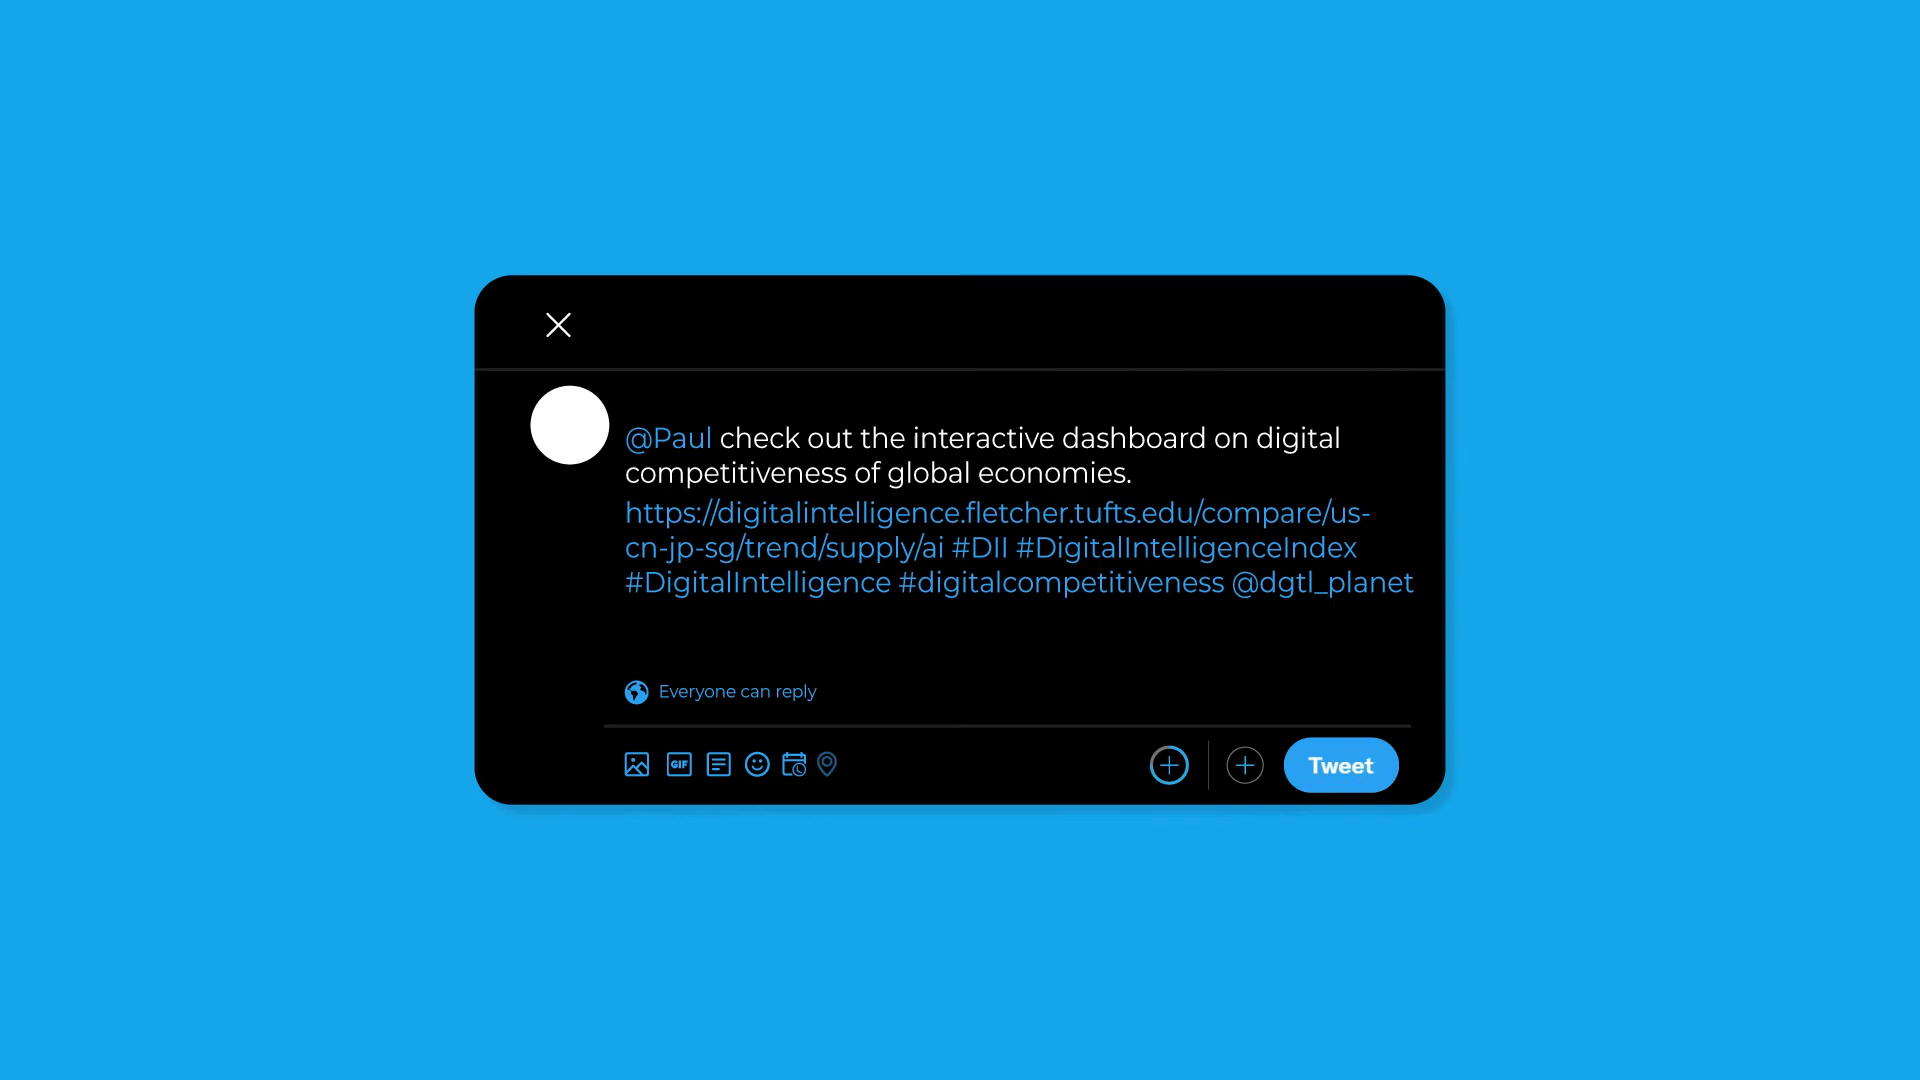 @Paul check out the interactive dashboard on digital
competitiveness of global economies.
https://digitalintelligence.fletcher.tufts.edu/compare/us-
cn-jp-sg/trend/supply/ai #DII #DigitalIntelligenceIndex
#DigitalIntelligence #digitalcompetitiveness @dgtl_planet
Everyone can reply
GIF
Tweet